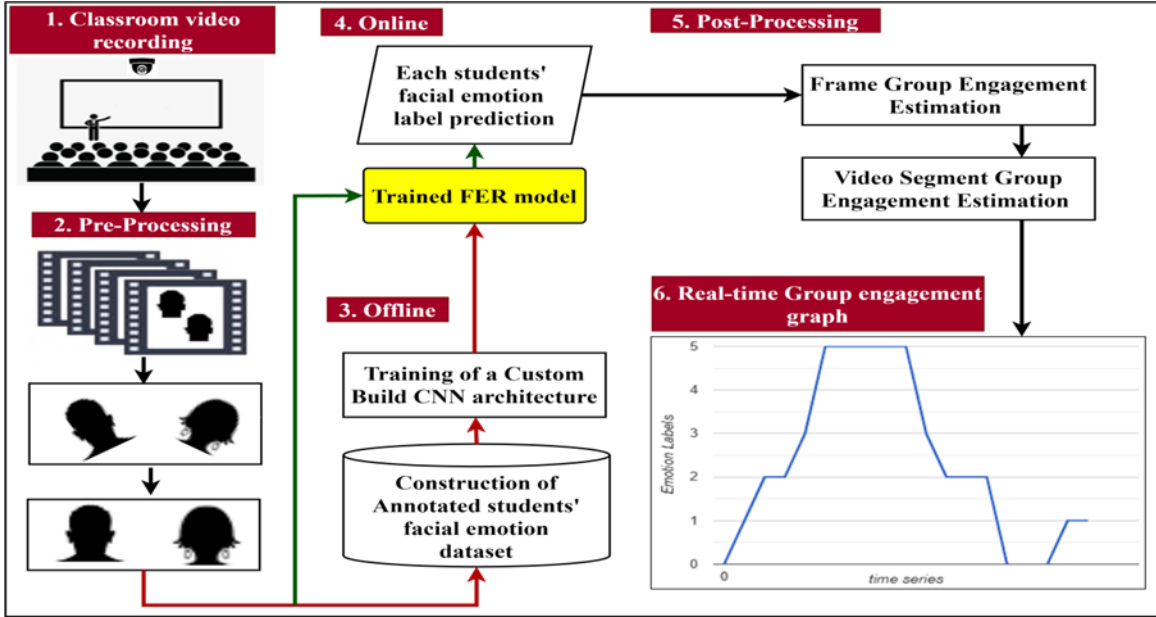 1. Classroom video
recording
2. Pre-Processing
4. Online
Each students'
facial emotion
label prediction
Trained FER model
3. Offline
Training of a Custom
Build CNN architecture
Construction of
Annotated students'
facial emotion
dataset
5. Post-Processing
Frame Group Engagement
Estimation
Video Segment Group
Engagement Estimation
6. Real-time Group engagement
graph
Emotion Labels
5
4
3
2
1
0
0
time series